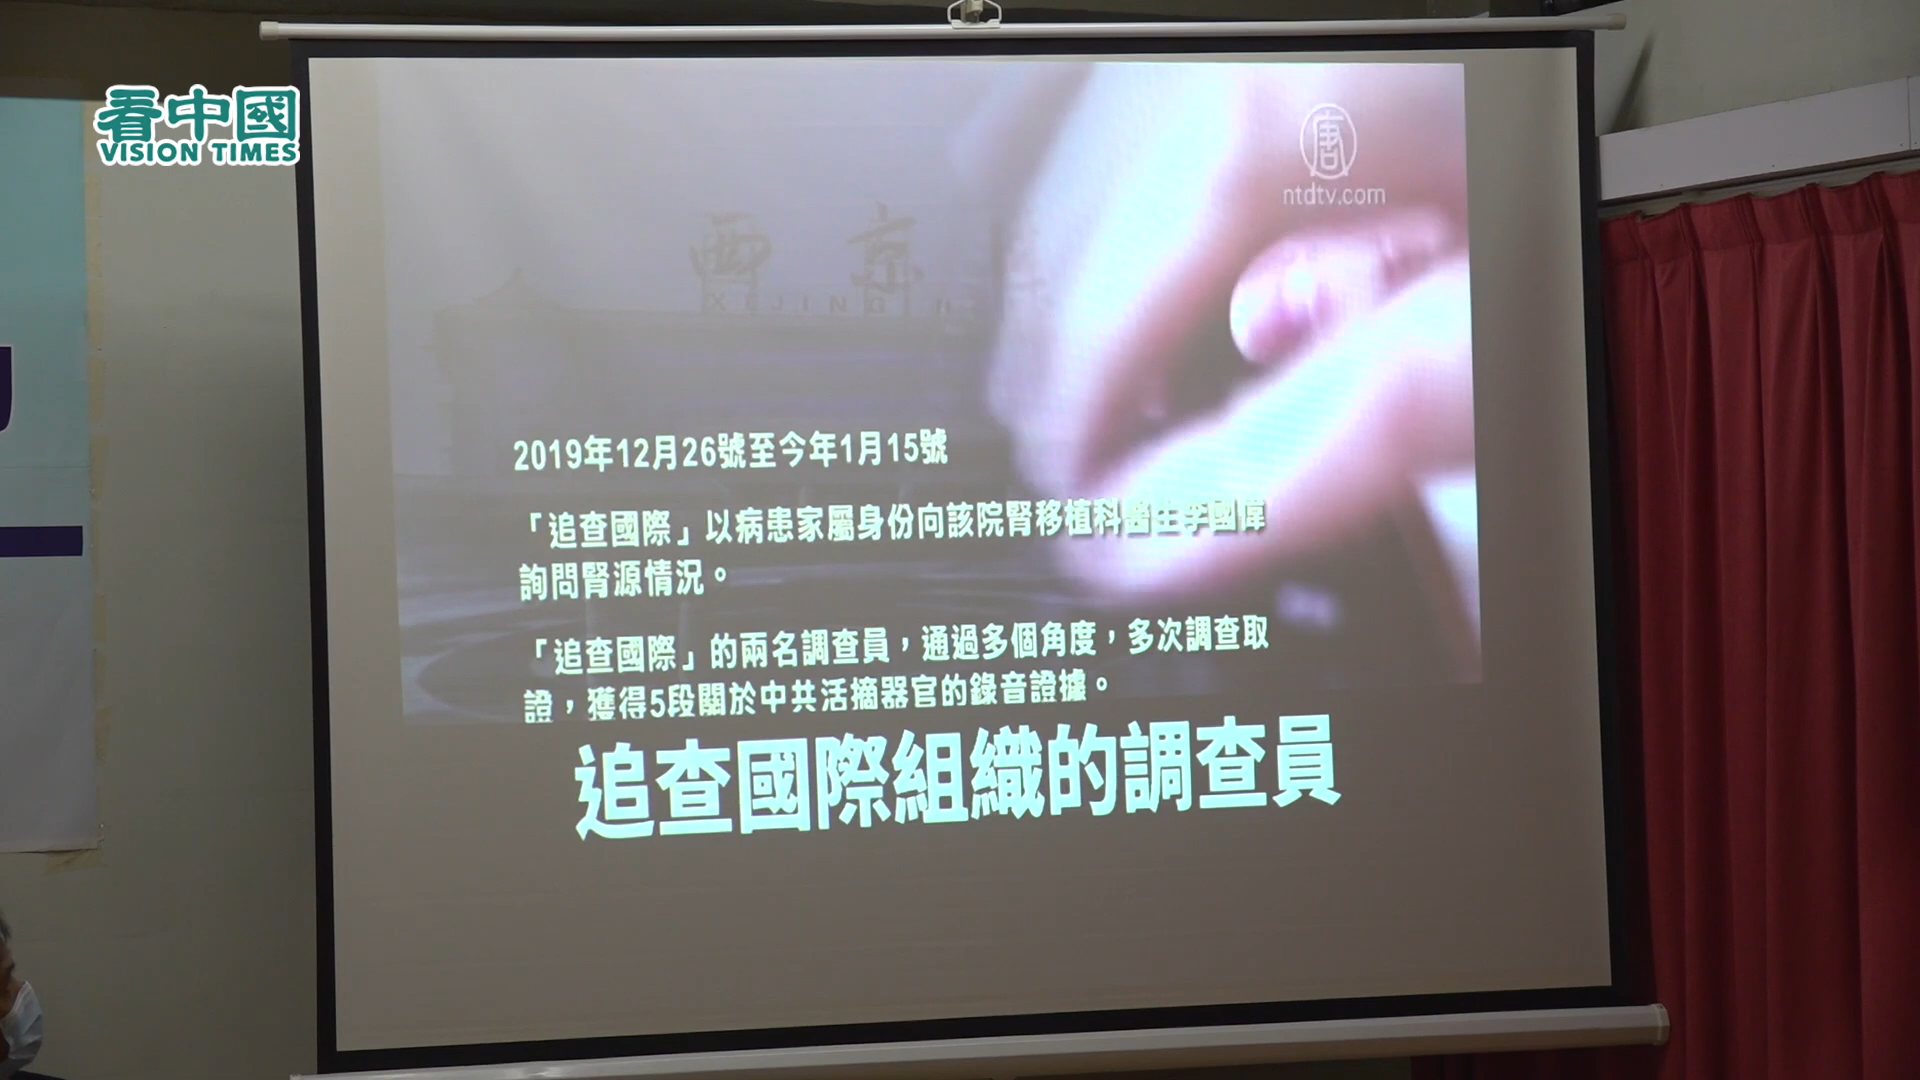 看中國
VISION TIMES
唐
ntdtv.com
西京
XIJING
2019年12月26號至今年1月15號
「追查國際」以病患家屬身份向該院腎移植科醫生李國偉
詢問腎源情況。
「追查國際」的兩名調查員，通過多個角度，多次調查取
證，獲得5段關於中共活摘器官的錄音證據。
追查國際組織的調查員